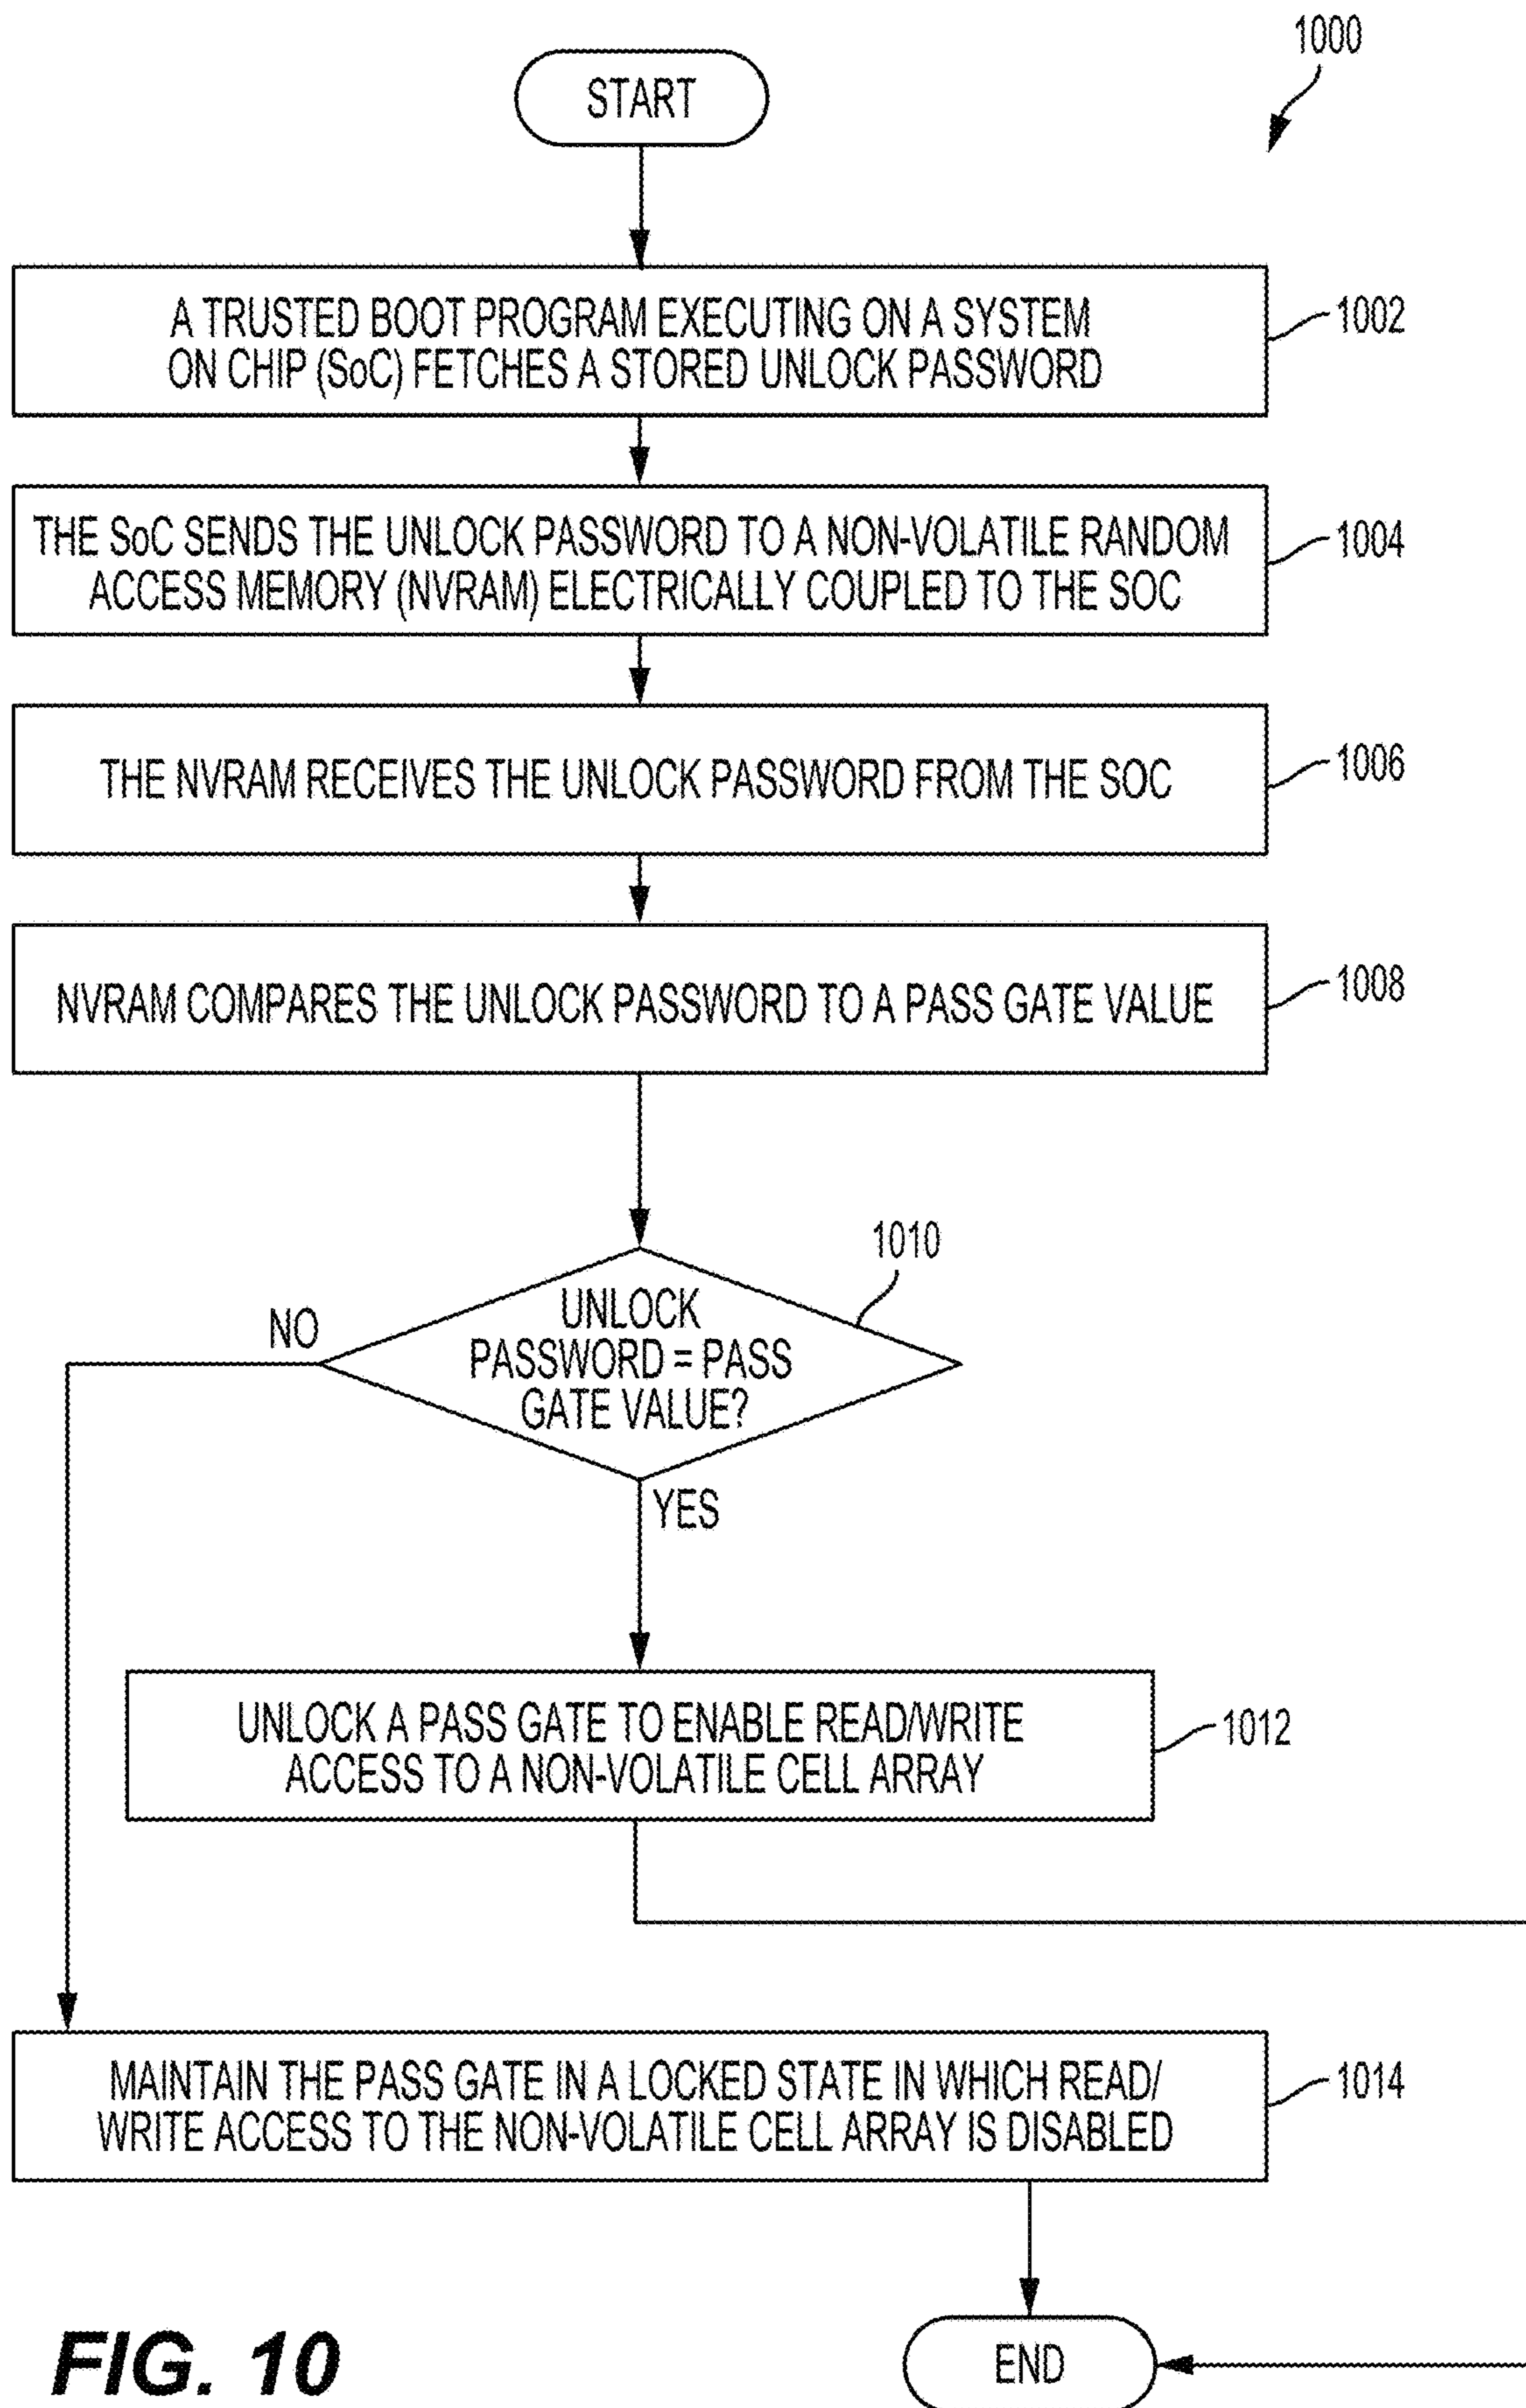 1000
START
A TRUSTED BOOT PROGRAM EXECUTING ON A SYSTEM
ON CHIP (SoC) FETCHES A STORED UNLOCK PASSWORD
1002
THE SoC SENDS THE UNLOCK PASSWORD TO A NON-VOLATILE RANDOM
ACCESS MEMORY (NVRAM) ELECTRICALLY COUPLED TO THE SOC
1004
THE NVRAM RECEIVES THE UNLOCK PASSWORD FROM THE SOC
1006
NVRAM COMPARES THE UNLOCK PASSWORD TO A PASS GATE VALUE
1008
1010
UNLOCK
PASSWORD = PASS
GATE VALUE?
NO
YES
UNLOCK A PASS GATE TO ENABLE READ/WRITE
ACCESS TO A NON-VOLATILE CELL ARRAY
1012
MAINTAIN THE PASS GATE IN A LOCKED STATE IN WHICH READ/
WRITE ACCESS TO THE NON-VOLATILE CELL ARRAY IS DISABLED
1014
END
FIG. 10